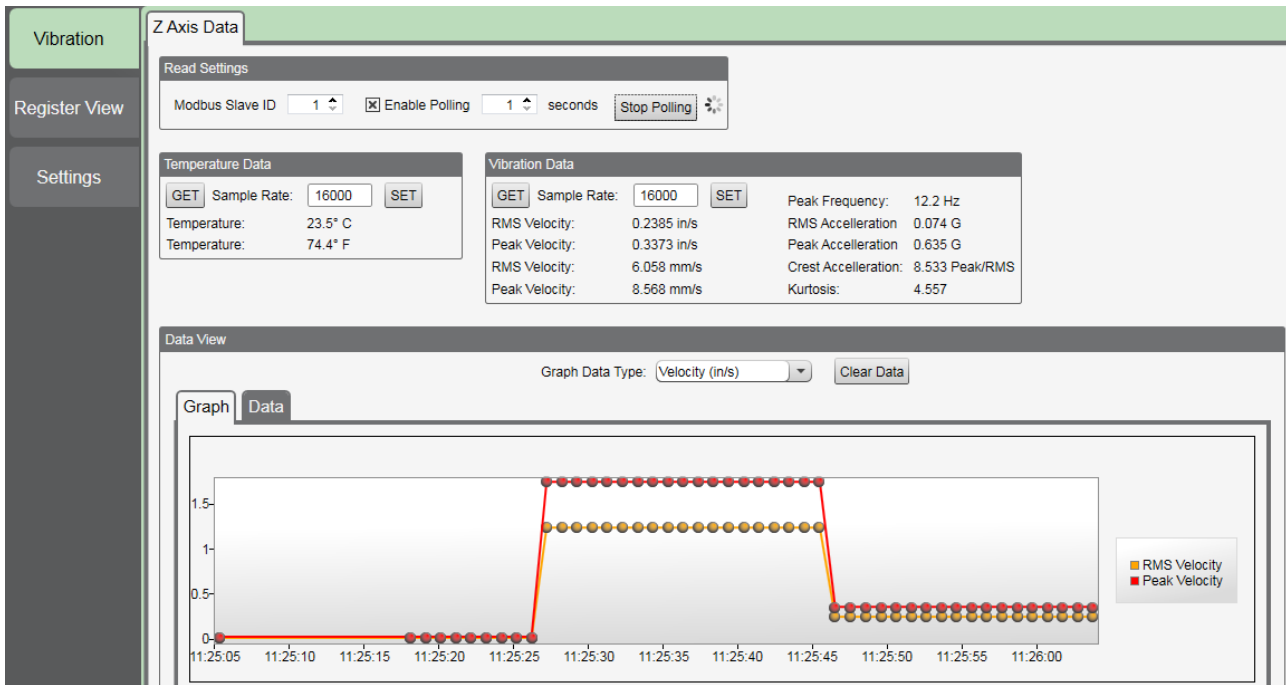 Vibration
Register View
Settings
Z Axis Data
Read Settings
Modbus Slave ID 1 Enable Polling 1 seconds Stop Polling
Temperature Data
GET Sample Rate: 16000 SET
Temperature: 23.5° C
Temperature: 74.4° F
Vibration Data
GET Sample Rate: 16000 SET
RMS Velocity: 0.2385 in/s
Peak Velocity: 0.3373 in/s
RMS Velocity: 6.058 mm/s
Peak Velocity: 8.568 mm/s
Peak Frequency: 12.2 Hz
RMS Accelleration 0.074 G
Peak Accelleration 0.635 G
Crest Accelleration: 8.533 Peak/RMS
Kurtosis: 4.557
Data View
Graph Data Type: Velocity (in/s) Clear Data
Graph Data
1.5
1
0.5
0
11:25:05 11:25:10 11:25:15 11:25:20 11:25:25 11:25:30 11:25:35 11:25:40 11:25:45 11:25:50 11:25:55 11:26:00
RMS Velocity
Peak Velocity